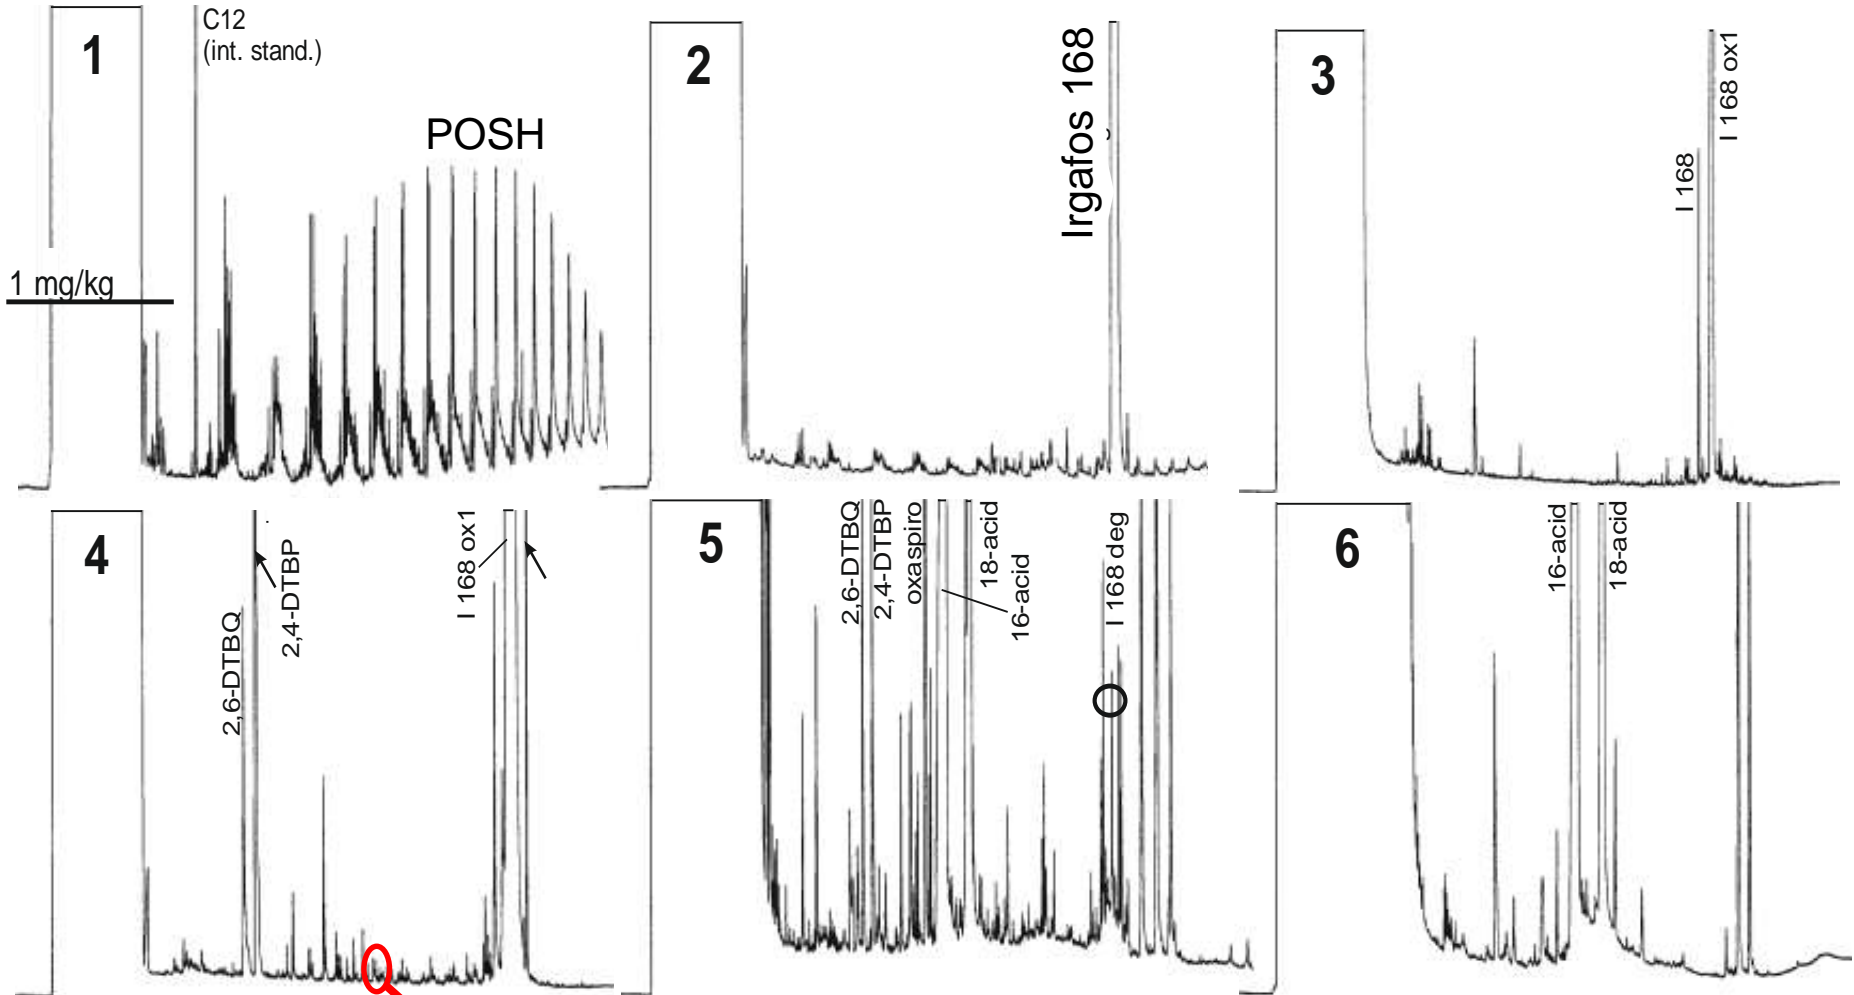 1
C12
(int. stand.)
POSH
1 mg/kg
2
Irgafos 168
3
I 168
I 168 ox1
4
2,6-DTBQ
2,4-DTBP
I 168 ox1
5
2,6-DTBQ
2,4-DTBP
oxaspiro
18-acid
16-acid
I 168 deg
6
16-acid
18-acid